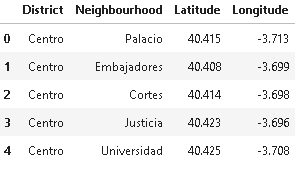 District Neighbourhood Latitude Longitude
0 Centro Palacio 40.415 -3.713
1 Centro Embajadores 40.408 -3.699
2 Centro Cortes 40.414 -3.698
3 Centro Justicia 40.423 -3.696
4 Centro Universidad 40.425 -3.708